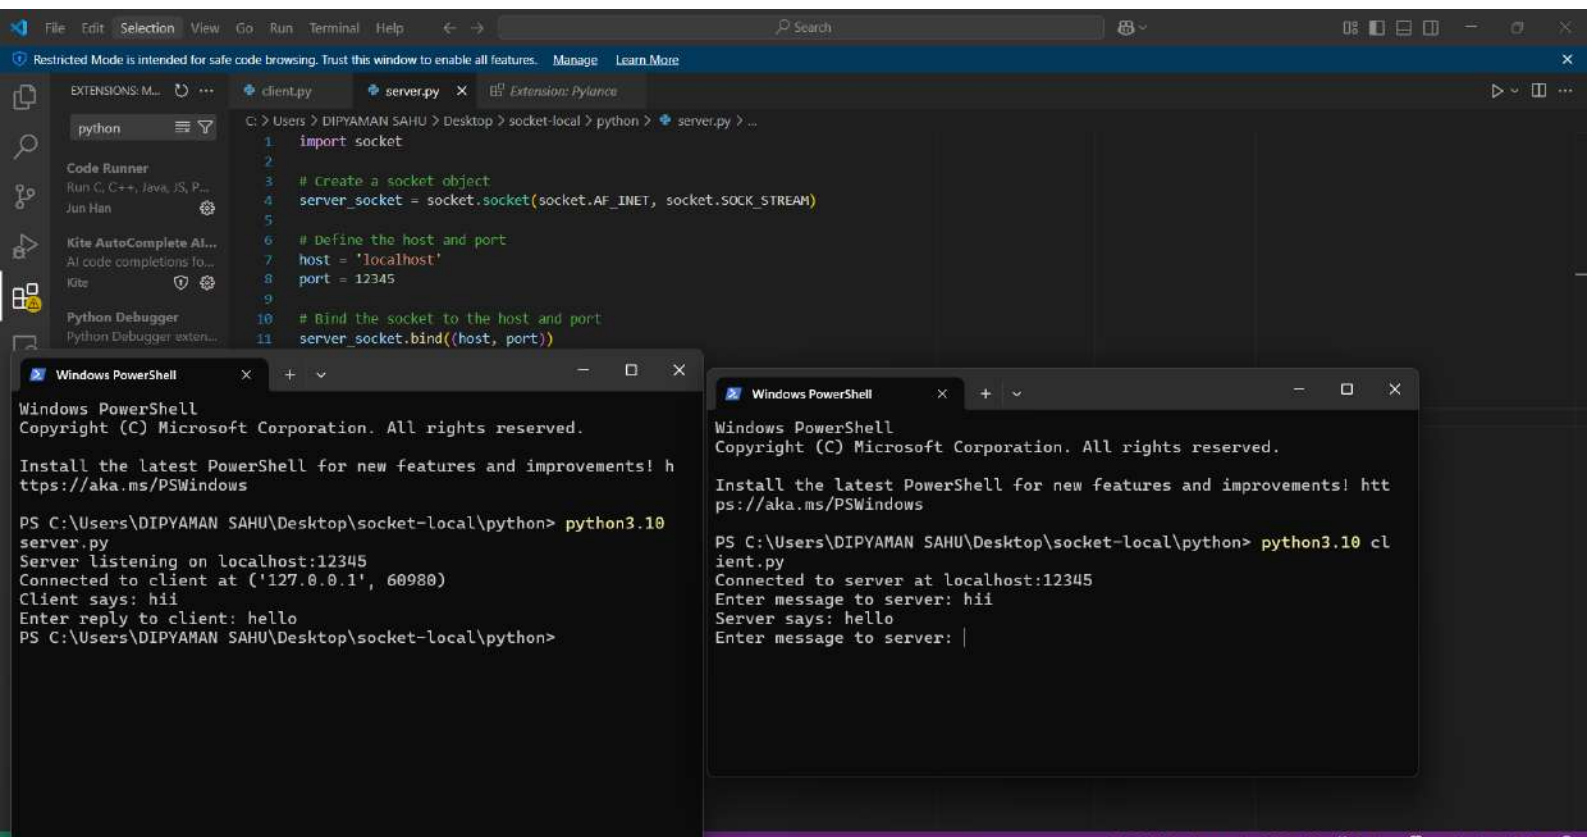 File Edit Selection View Go Run Terminal Help
Search
Restricted Mode is intended for safe code browsing. Trust this window to enable all features. Manage Learn More
EXTENSIONS: M...
client.py
server.py
Extension: Pylance
python
C: > Users > DIPYAMAN SAHU > Desktop > socket-local > python > server.py > ...
Code Runner
Run C, C++, Java, JS, P...
Jun Han
Kite AutoComplete AI...
AI code completions fo...
Kite
Python Debugger
Python Debugger exten...
1 import socket
2
3 # Create a socket object
4 server_socket = socket.socket(socket.AF_INET, socket.SOCK_STREAM)
5
6 # Define the host and port
7 host = 'localhost'
8 port = 12345
9
10 # Bind the socket to the host and port
11 server_socket.bind((host, port))
Windows PowerShell
Windows PowerShell
Copyright (C) Microsoft Corporation. All rights reserved.
Install the latest PowerShell for new features and improvements! h
ttps://aka.ms/PSWindows
PS C:\Users\DIPYAMAN SAHU\Desktop\socket-local\python> python3.10
server.py
Server listening on localhost:12345
Connected to client at ('127.0.0.1', 60980)
Client says: hii
Enter reply to client: hello
PS C:\Users\DIPYAMAN SAHU\Desktop\socket-local\python>
Windows PowerShell
Windows PowerShell
Copyright (C) Microsoft Corporation. All rights reserved.
Install the latest PowerShell for new features and improvements! htt
ps://aka.ms/PSWindows
PS C:\Users\DIPYAMAN SAHU\Desktop\socket-local\python> python3.10 cl
ient.py
Connected to server at localhost:12345
Enter message to server: hii
Server says: hello
Enter message to server: